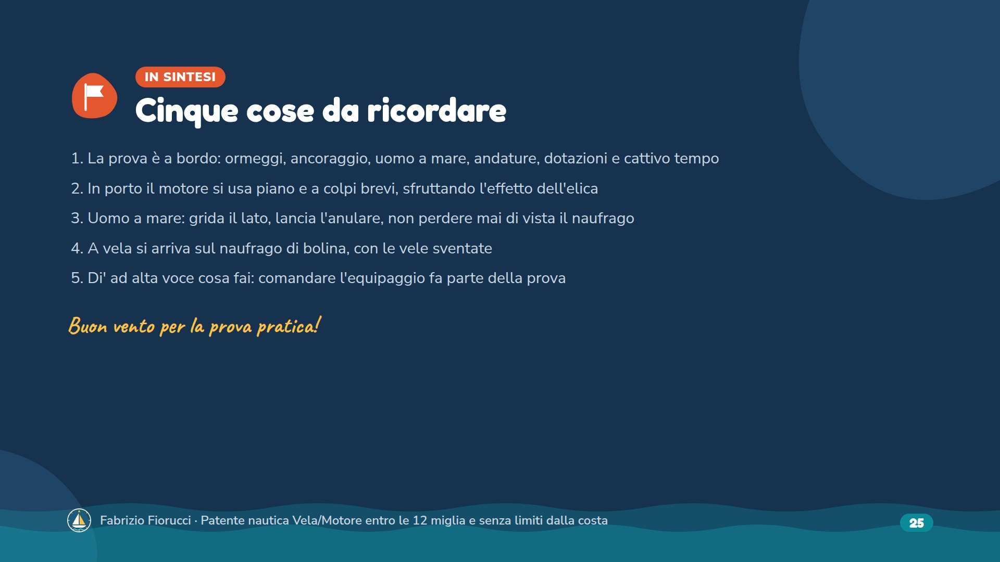 IN SINTESI
Cinque cose da ricordare
1. La prova è a bordo: ormeggi, ancoraggio, uomo a mare, andature, dotazioni e cattivo tempo
2. In porto il motore si usa piano e a colpi brevi, sfruttando l'effetto dell'elica
3. Uomo a mare: grida il lato, lancia l'anulare, non perdere mai di vista il naufrago
4. A vela si arriva sul naufrago di bolina, con le vele sventate
5. Di' ad alta voce cosa fai: comandare l'equipaggio fa parte della prova
Buon vento per la prova pratica!
Fabrizio Fiorucci · Patente nautica Vela/Motore entro le 12 miglia e senza limiti dalla costa
25